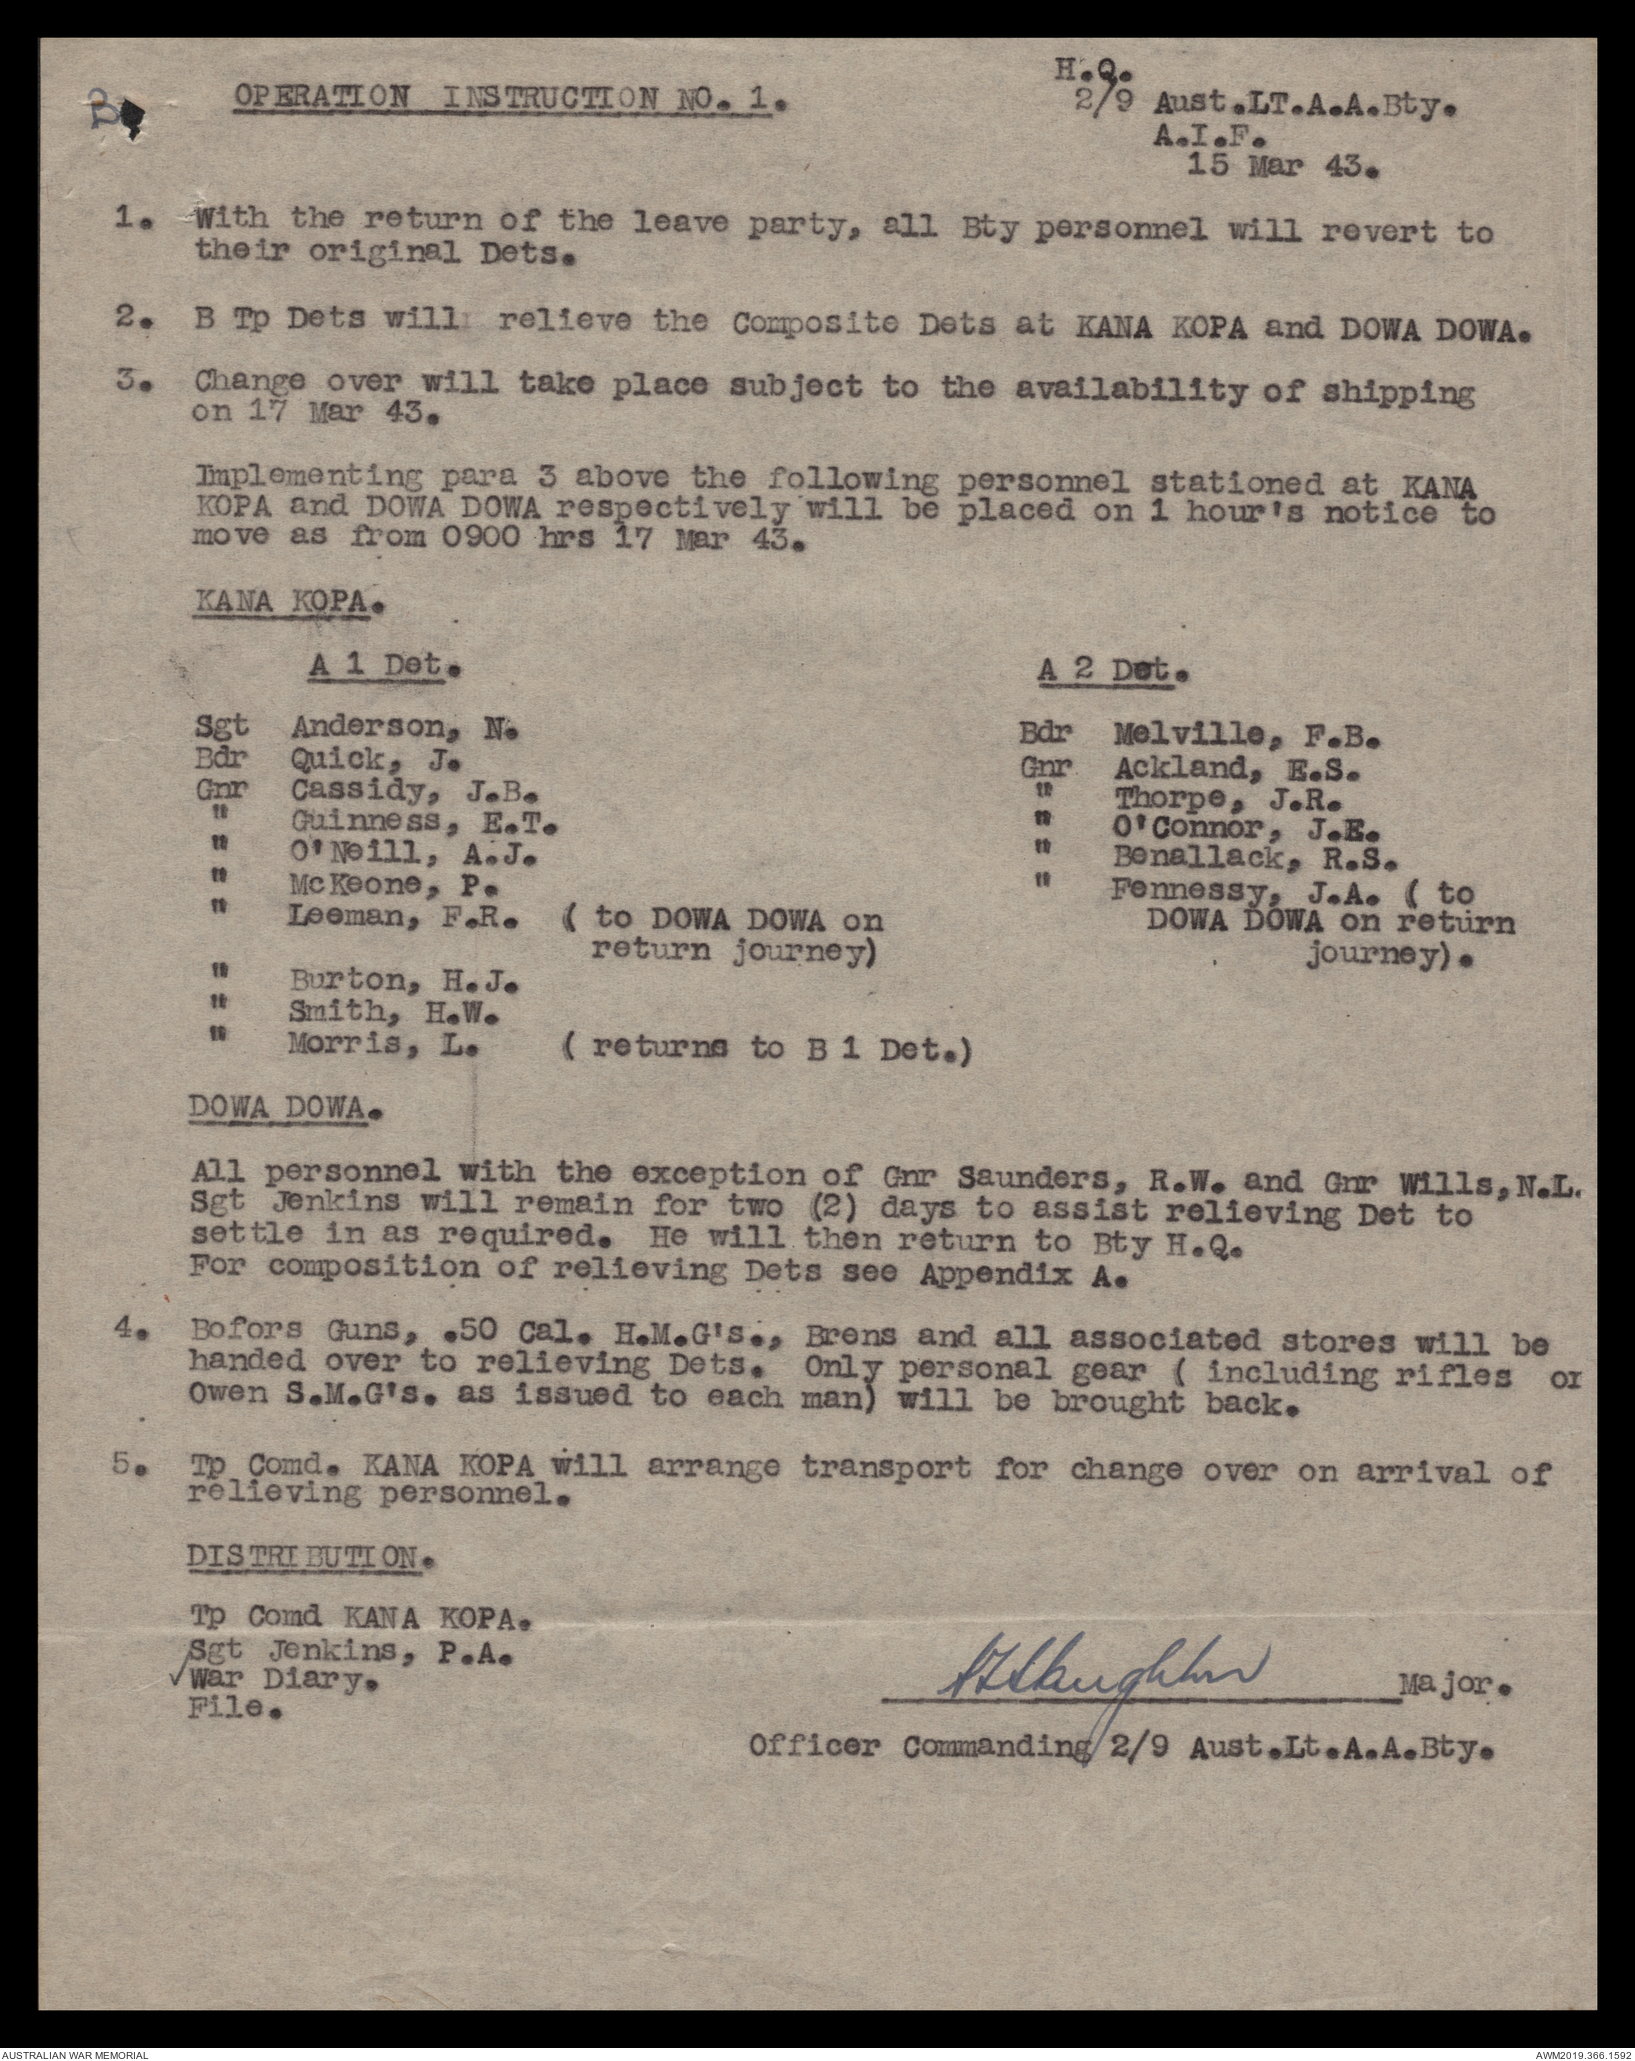 B
OPERATION INSTRUCTION NO. 1.
H.Q.
2/9 Aust.LT.A.A.Bty.
A.I.F.
15 Mar 43.
1. With the return of the leave party, all Bty personnel will revert to
their original Dets.
2. B Tp Dets will relieve the Composite Dets at KANA KOPA and DOWA DOWA.
3. Change over will take place subject to the availability of shipping
on 17 Mar 43.
Implementing para 3 above the following personnel stationed at KANA
KOPA and DOWA DOWA respectively will be placed on 1 hour's notice to
move as from 0900 hrs 17 Mar 43.
KANA KOPA.
A 1 Det.
Sgt Anderson, N.
Bdr Quick, J.
Gnr Cassidy, J.B.
" Guinness, E.T.
" O'Neill, A.J.
" McKeone, P.
" Leeman, F.R. ( to DOWA DOWA on
return journey)
" Burton, H.J.
" Smith, H.W.
" Morris, L. ( returns to B 1 Det.)
A 2 Det.
Bdr Melville, F.B.
Gnr Ackland, E.S.
" Thorpe, J.R.
" O'Connor, J.E.
" Benallack, R.S.
" Fennessy, J.A. ( to
DOWA DOWA on return
journey).
DOWA DOWA.
All personnel with the exception of Gnr Saunders, R.W. and Gnr Wills,N.L.
Sgt Jenkins will remain for two (2) days to assist relieving Det to
settle in as required. He will then return to Bty H.Q.
For composition of relieving Dets see Appendix A.
4. Bofors Guns, .50 Cal. H.M.G's., Brens and all associated stores will be
handed over to relieving Dets. Only personal gear ( including rifles or
Owen S.M.G's. as issued to each man) will be brought back.
5. Tp Comd. KANA KOPA will arrange transport for change over on arrival of
relieving personnel.
DISTRIBUTION.
Tp Comd KANA KOPA.
Sgt Jenkins, P.A.
✓War Diary.
File.
Major.
Officer Commanding 2/9 Aust.Lt.A.A.Bty.
AUSTRALIAN WAR MEMORIAL
AWM2019.366.1592